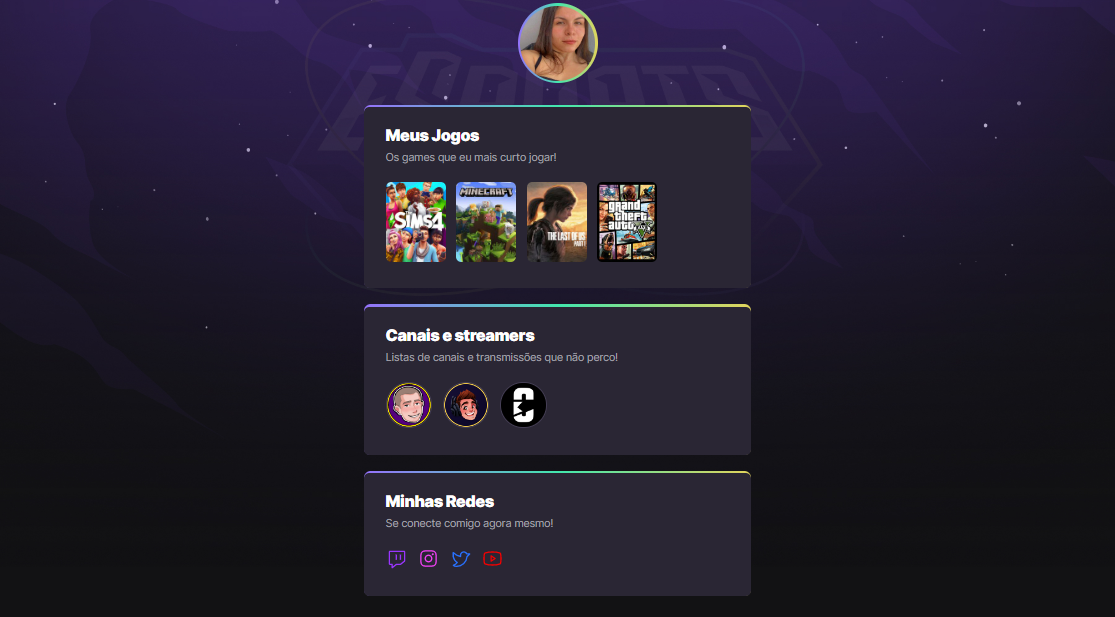 ESPORTS
Meus Jogos
Os games que eu mais curto jogar!
THE SIMS 4
MINECRAFT
THE LAST OF US
PART I
grand
theft
auto
V
Canais e streamers
Listas de canais e transmissões que não perco!
Minhas Redes
Se conecte comigo agora mesmo!